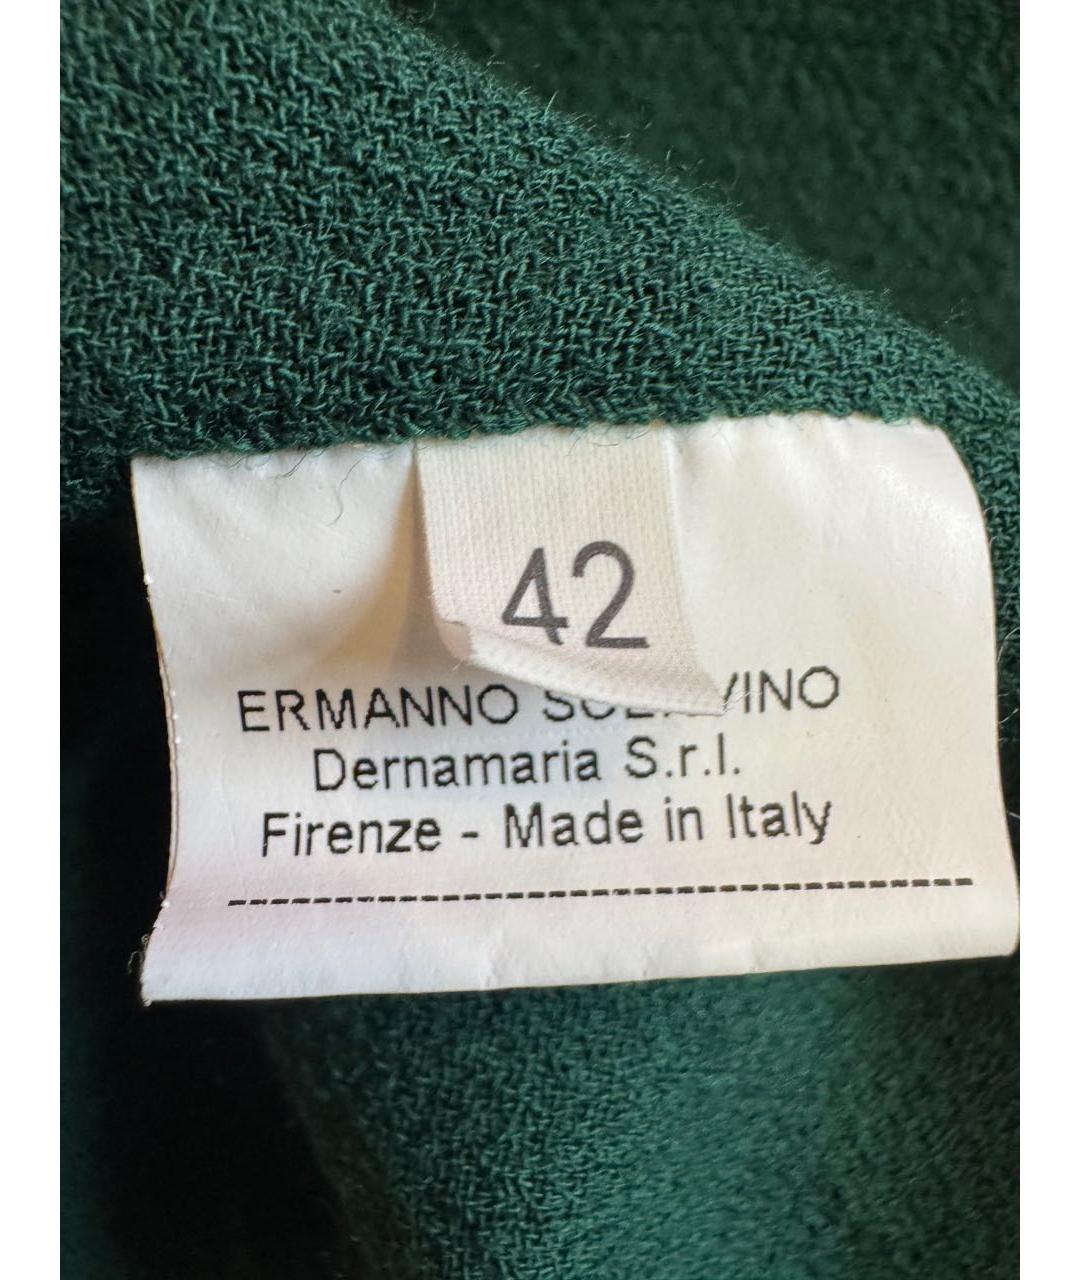 42
ERMANNO
Dernamaria S.r.l.
Firenze - Made in Italy